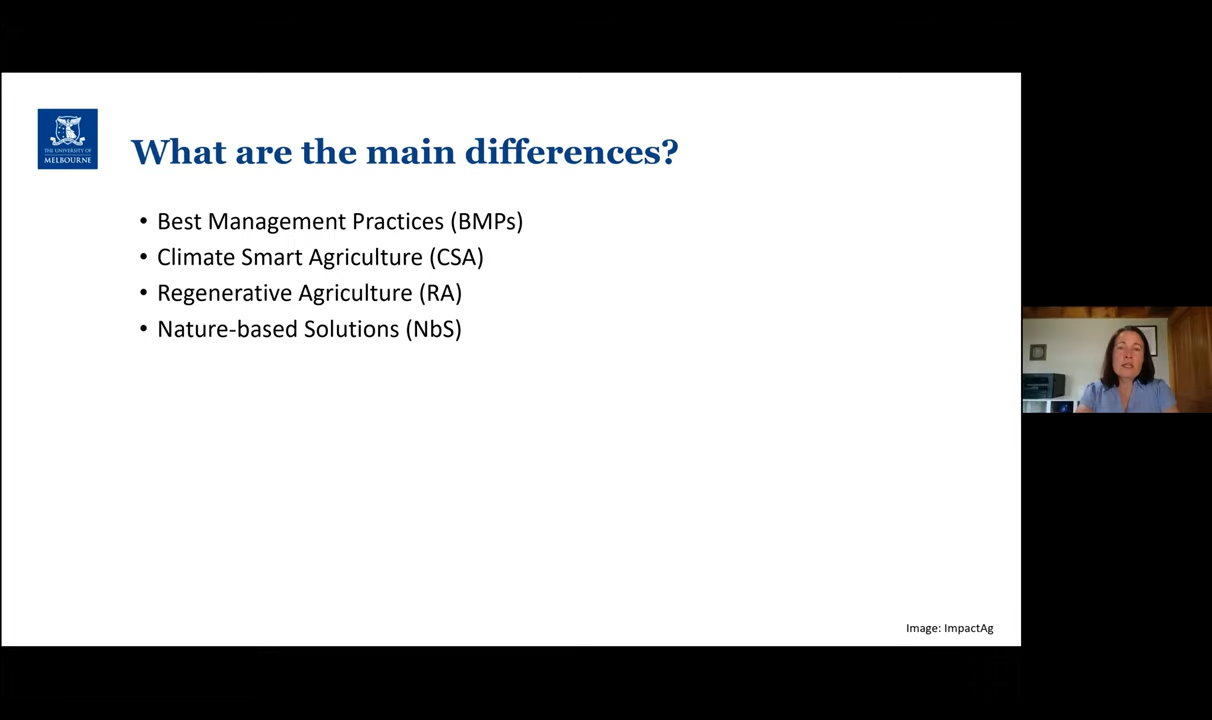 THE UNIVERSITY OF
MELBOURNE
What are the main differences?
• Best Management Practices (BMPs)
• Climate Smart Agriculture (CSA)
• Regenerative Agriculture (RA)
• Nature-based Solutions (NbS)
Image: ImpactAg